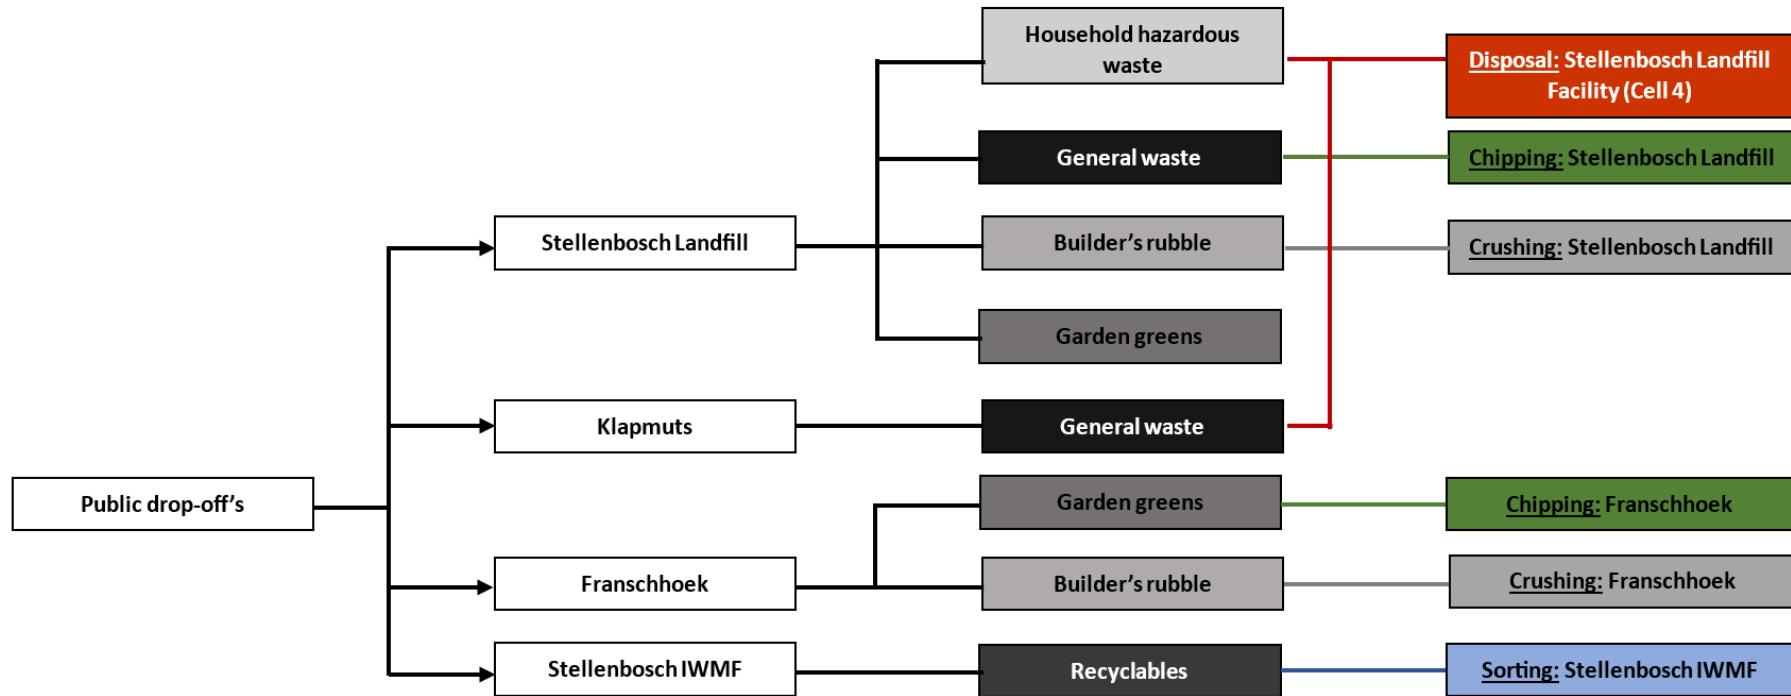 Public drop-off's
Stellenbosch Landfill
Klapmuts
Franschhoek
Stellenbosch IWMF
Household hazardous
waste
General waste
Builder's rubble
Garden greens
General waste
Garden greens
Builder's rubble
Recyclables
Disposal: Stellenbosch Landfill
Facility (Cell 4)
Chipping: Stellenbosch Landfill
Crushing: Stellenbosch Landfill
Chipping: Franschhoek
Crushing: Franschhoek
Sorting: Stellenbosch IWMF